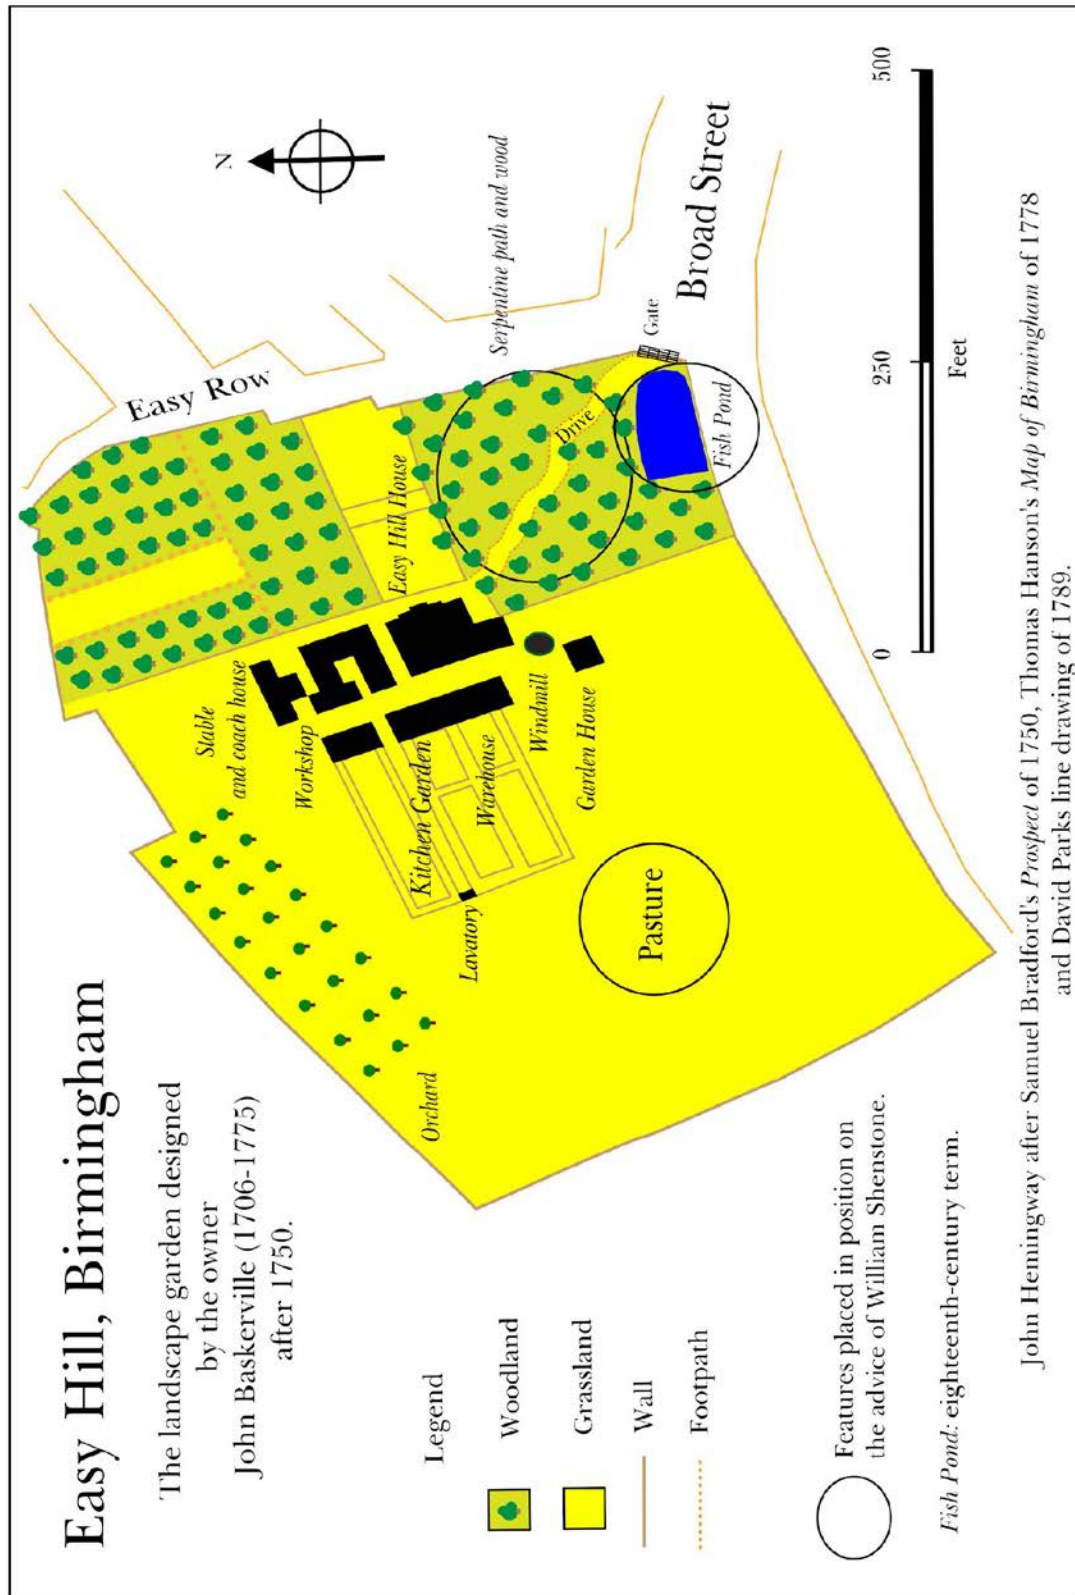 Easy Hill, Birmingham
The landscape garden designed
by the owner
John Baskerville (1706-1775)
after 1750.
Legend
Woodland
Grassland
Wall
Footpath
Features placed in position on
the advice of William Shenstone.
Fish Pond: eighteenth-century term.
Orchard
Stable
and coach house
Workshop
Kitchen Garden
Warehouse
Lavatory
Pasture
Windmill
Garden House
Easy Hill House
Easy Row
N
Serpentine path and wood
Drive
Fish Pond
Gate
Broad Street
0 250 500
Feet
John Hemingway after Samuel Bradford's Prospect of 1750, Thomas Hanson's Map of Birmingham of 1778
and David Parks line drawing of 1789.